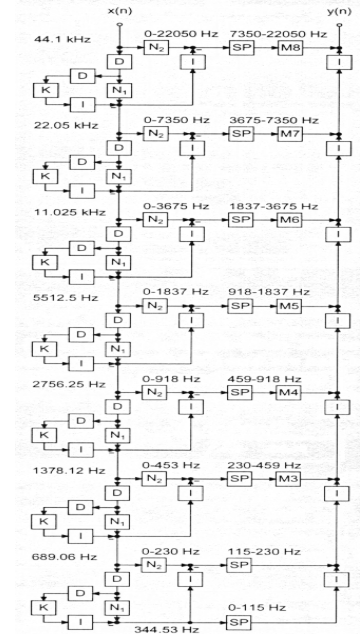 x(n) y(n)
44.1 kHz 0-22050 Hz 7350-22050 Hz
N2 SP M8
D I I
D
K N1
I
22.05 kHz 0-7350 Hz 3675-7350 Hz
N2 SP M7
D I I
D
K N1
I
11.025 kHz 0-3675 Hz 1837-3675 Hz
N2 SP M6
D I I
D
K N1
I
5512.5 Hz 0-1837 Hz 918-1837 Hz
N2 SP M5
D I I
D
K N1
I
2756.25 Hz 0-918 Hz 459-918 Hz
N2 SP M4
D I I
D
K N1
I
1378.12 Hz 0-453 Hz 230-459 Hz
N2 SP M3
D I I
D
K N1
I
689.06 Hz 0-230 Hz 115-230 Hz
N2 SP
D I I
D
K N1 0-115 Hz
I SP
344.53 Hz